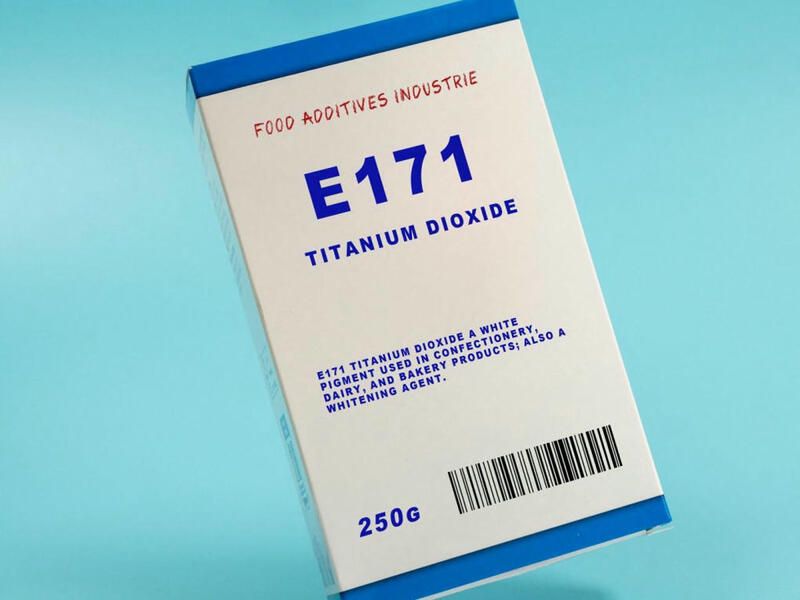 FOOD ADDITIVES INDUSTRIE
E171
TITANIUM DIOXIDE
E171 TITANIUM DIOXIDE A WHITE
PIGMENT USED IN CONFECTIONERY,
DAIRY, AND BAKERY PRODUCTS; ALSO A
WHITENING AGENT.
250G